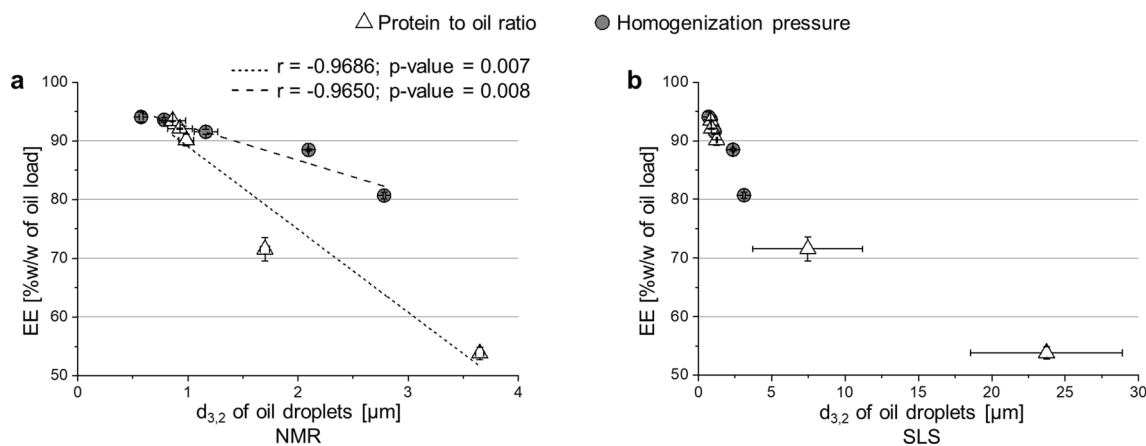 Protein to oil ratio
Homogenization pressure
a
r = -0.9686; p-value = 0.007
r = -0.9650; p-value = 0.008
100
90
80
70
60
50
EE [%w/w of oil load]
0 1 2 3 4
d3,2 of oil droplets [µm]
NMR
b
100
90
80
70
60
50
EE [%w/w of oil load]
0 5 10 15 20 25 30
d3,2 of oil droplets [µm]
SLS